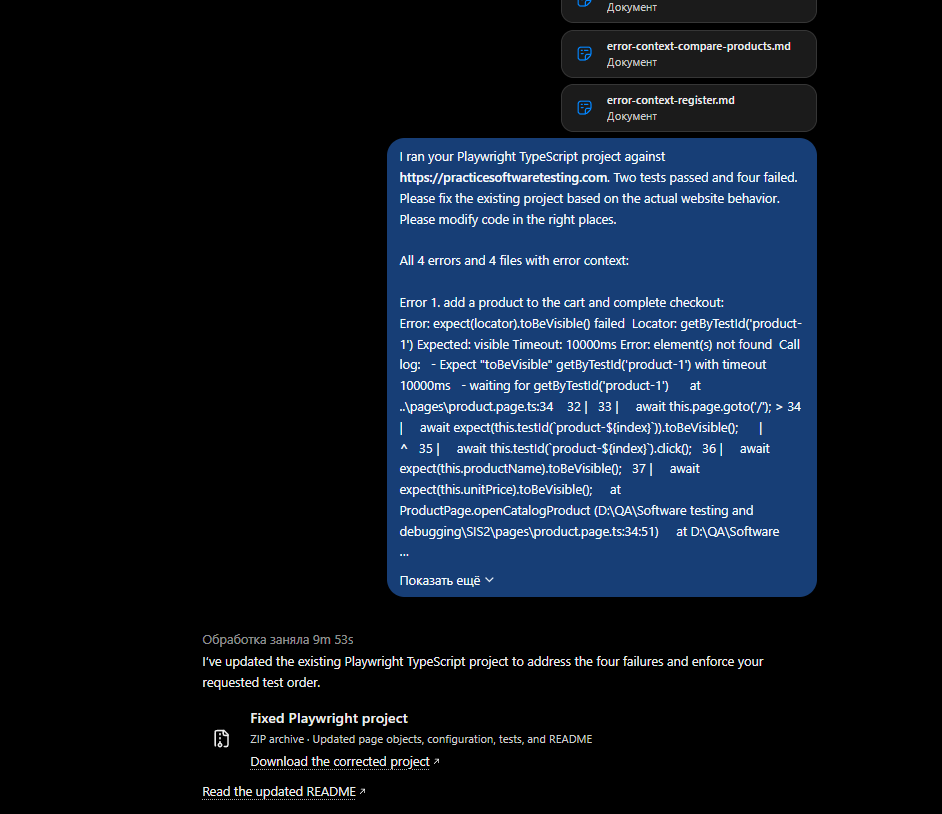 Документ
error-context-compare-products.md
Документ
error-context-register.md
Документ
I ran your Playwright TypeScript project against
https://practicesoftwaretesting.com. Two tests passed and four failed.
Please fix the existing project based on the actual website behavior.
Please modify code in the right places.
All 4 errors and 4 files with error context:
Error 1. add a product to the cart and complete checkout:
Error: expect(locator).toBeVisible() failed  Locator: getByTestId('product-
1') Expected: visible Timeout: 10000ms Error: element(s) not found  Call
log:   - Expect "toBeVisible" getByTestId('product-1') with timeout
10000ms   - waiting for getByTestId('product-1')      at
..\pages\product.page.ts:34    32 |   33 |     await this.page.goto('/'); > 34
|     await expect(this.testId(`product-${index}`)).toBeVisible();      |
^   35 |     await this.testId(`product-${index}`).click();   36 |     await
expect(this.productName).toBeVisible();   37 |     await
expect(this.unitPrice).toBeVisible();     at
ProductPage.openCatalogProduct (D:\QA\Software testing and
debugging\SIS2\pages\product.page.ts:34:51)     at D:\QA\Software
...
Показать ещё
Обработка заняла 9m 53s
I've updated the existing Playwright TypeScript project to address the four failures and enforce your
requested test order.
Fixed Playwright project
ZIP archive · Updated page objects, configuration, tests, and README
Download the corrected project
Read the updated README